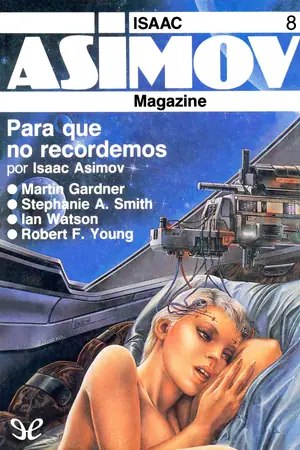 ISAAC
8
ASIMOV
Magazine
Para que
no recordemos
por Isaac Asimov
● Martin Gardner
● Stephanie A. Smith
● Ian Watson
● Robert F. Young